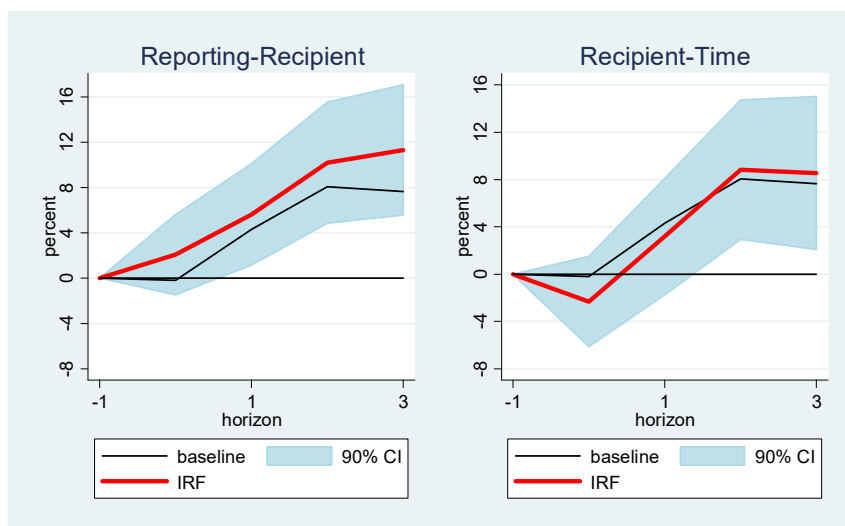 Reporting-Recipient
percent
16
12
8
4
0
-4
-8
-1 1 3
horizon
baseline 90% CI
IRF
Recipient-Time
percent
16
12
8
4
0
-4
-8
-1 1 3
horizon
baseline 90% CI
IRF